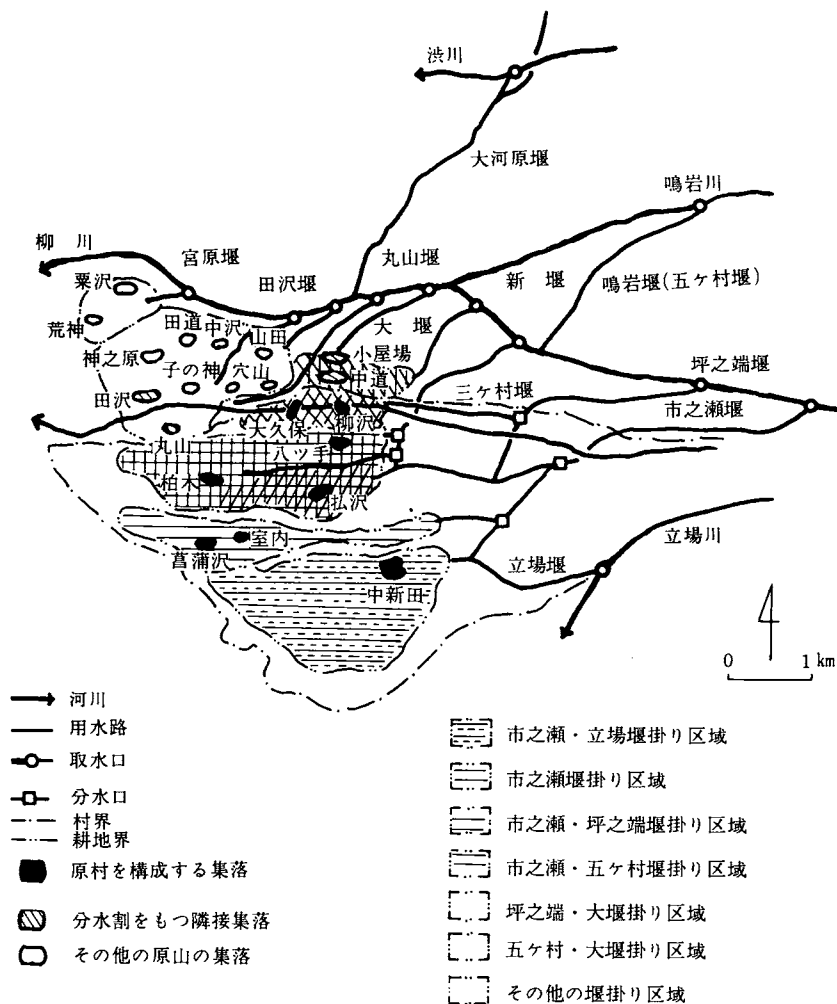 渋川
大河原堰
鳴岩川
柳川
宮原堰
丸山堰
田沢堰
新堰
鳴岩堰(五ケ村堰)
粟沢
田道
中沢
山田
大堰
荒神
小屋場
坪之端堰
神之原
子の神
穴山
中道
三ケ村堰
市之瀬堰
田沢
大久保
柳沢
丸山
八ッ手
柏木
払沢
室内
立場川
菖蒲沢
立場堰
中新田
0 1km
河川
用水路
取水口
分水口
村界
耕地界
原村を構成する集落
分水割をもつ隣接集落
その他の原山の集落
市之瀬・立場堰掛り区域
市之瀬堰掛り区域
市之瀬・坪之端堰掛り区域
市之瀬・五ケ村堰掛り区域
坪之端・大堰掛り区域
五ケ村・大堰掛り区域
その他の堰掛り区域